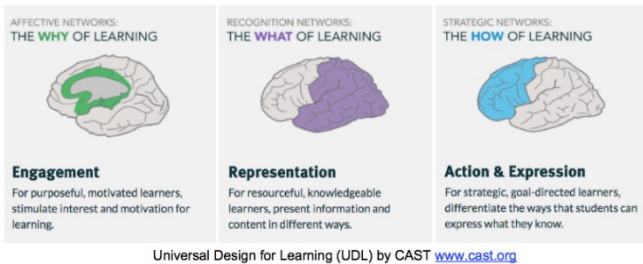 AFFECTIVE NETWORKS:
THE WHY OF LEARNING
Engagement
For purposeful, motivated learners,
stimulate interest and motivation for
learning.
RECOGNITION NETWORKS:
THE WHAT OF LEARNING
Representation
For resourceful, knowledgeable
learners, present information and
content in different ways.
STRATEGIC NETWORKS:
THE HOW OF LEARNING
Action & Expression
For strategic, goal-directed learners,
differentiate the ways that students can
express what they know.
Universal Design for Learning (UDL) by CAST www.cast.org